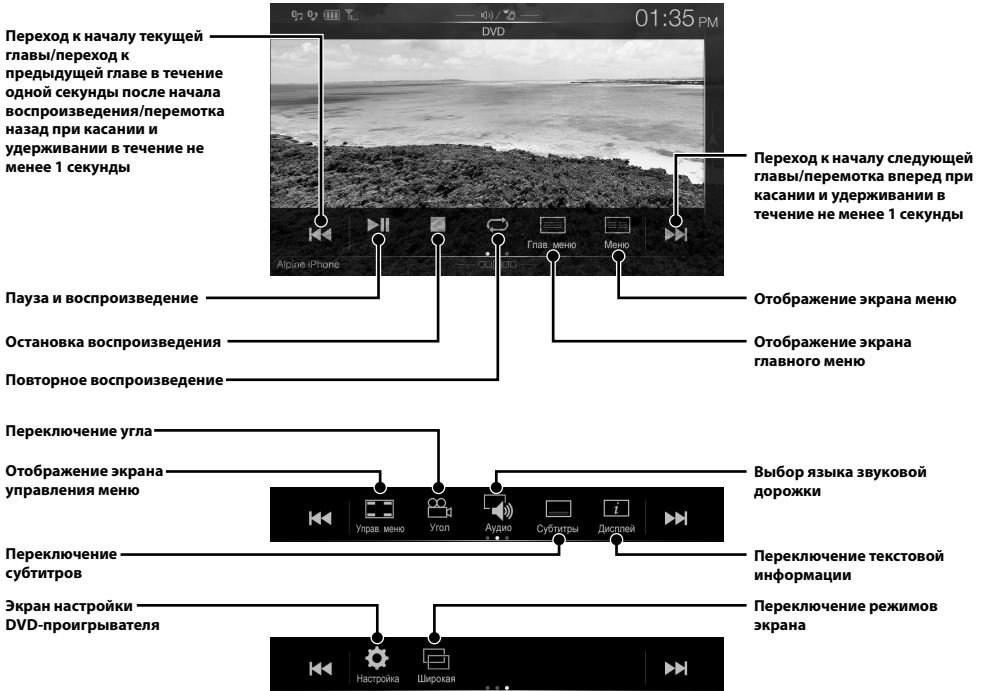 01:35 PM
DVD
Переход к началу текущей
главы/переход к
предыдущей главе в течение
одной секунды после начала
воспроизведения/перемотка
назад при касании и
удерживании в течение не
менее 1 секунды
Переход к началу следующей
главы/перемотка вперед при
касании и удерживании в
течение не менее 1 секунды
Глав. меню
Меню
Alpine iPhone
Пауза и воспроизведение
Отображение экрана меню
Остановка воспроизведения
Отображение экрана
главного меню
Повторное воспроизведение
Переключение угла
Отображение экрана
управления меню
Выбор языка звуковой
дорожки
Управ. меню
Угол
Аудио
Субтитры
Дисплей
Переключение
субтитров
Переключение текстовой
информации
Экран настройки
DVD-проигрывателя
Переключение режимов
экрана
Настройка
Широкая